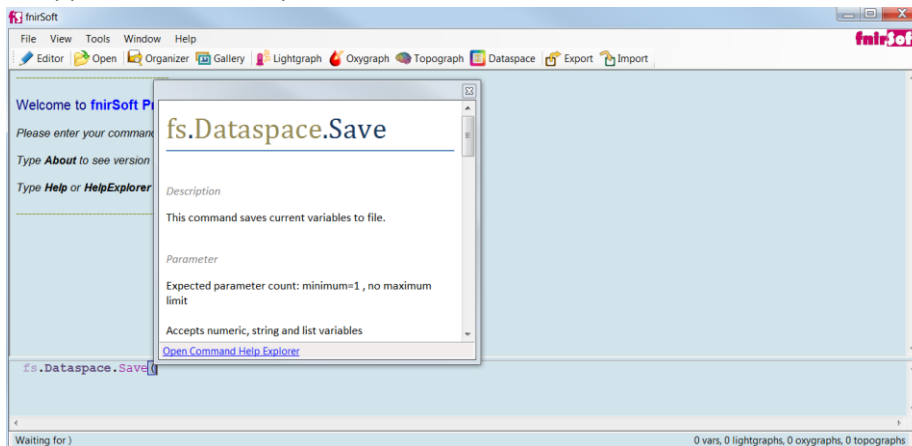 fnirSoft
File View Tools Window Help
fnirSof
Editor Open Organizer Gallery Lightgraph Oxygraph Topograph Dataspace Export Import
Welcome to fnirSoft
Please enter your
Type About to see version
Type Help or HelpExplorer
fs.Dataspace.Save
Description
This command saves current variables to file.
Parameter
Expected parameter count: minimum=1 , no maximum
limit
Accepts numeric, string and list variables
Open Command Help Explorer
fs.Dataspace.Save(
Waiting for )
0 vars, 0 lightgraphs, 0 oxygraphs, 0 topographs